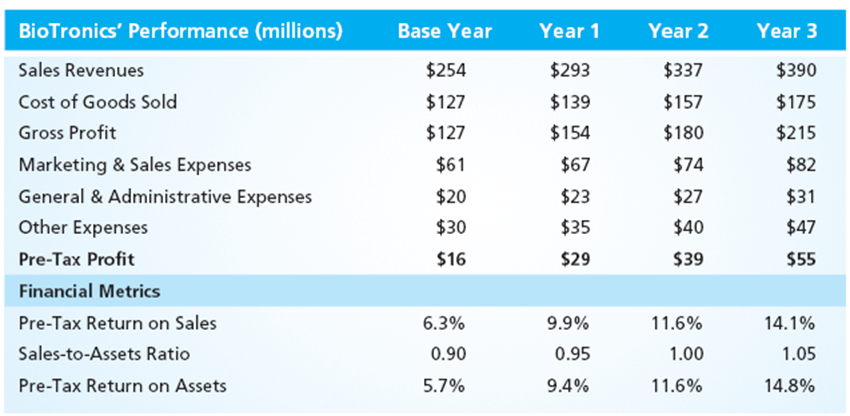 BioTronics’ Performance (millions) Base Year Year 1 Year 2 Year 3
Sales Revenues $254 $293 $337 $390
Cost of Goods Sold $127 $139 $157 $175
Gross Profit $127 $154 $180 $215
Marketing & Sales Expenses $61 $67 $74 $82
General & Administrative Expenses $20 $23 $27 $31
Other Expenses $30 $35 $40 $47
Pre-Tax Profit $16 $29 $39 $55
Financial Metrics
Pre-Tax Return on Sales 6.3% 9.9% 11.6% 14.1%
Sales-to-Assets Ratio 0.90 0.95 1.00 1.05
Pre-Tax Return on Assets 5.7% 9.4% 11.6% 14.8%